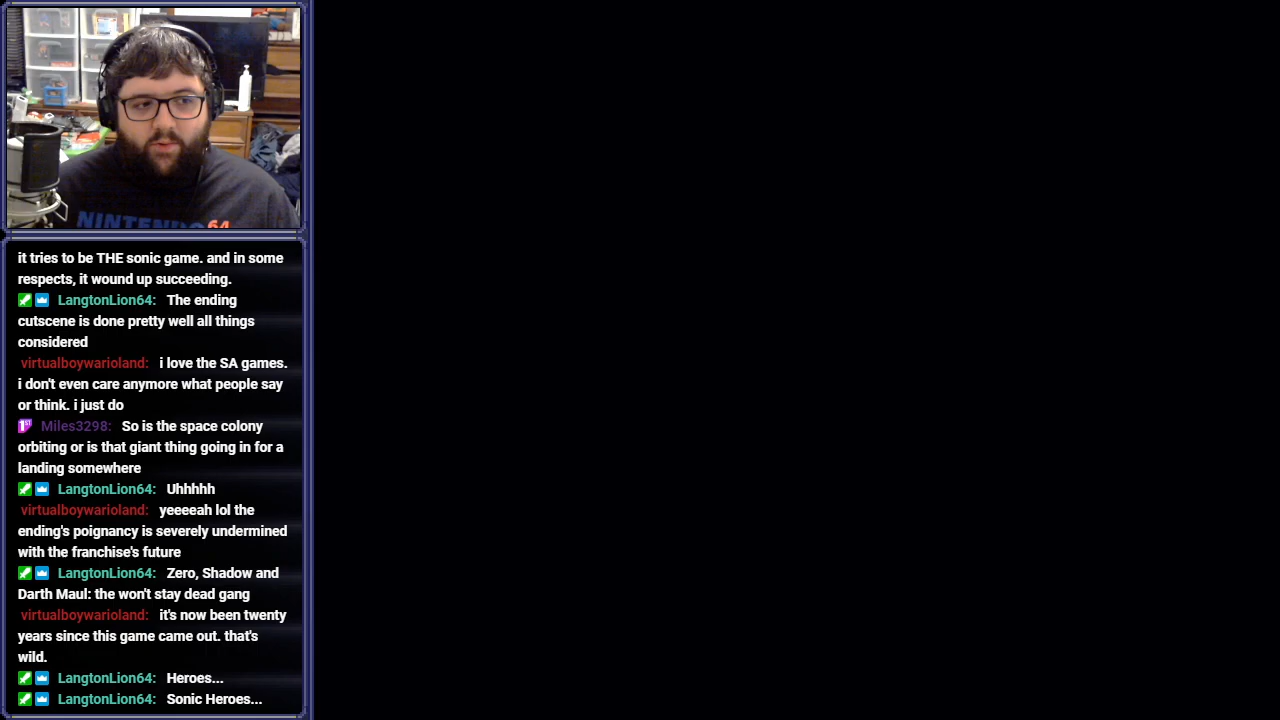 NINTENDO 64
it tries to be THE sonic game. and in some
respects, it wound up succeeding.
LangtonLion64: The ending
cutscene is done pretty well all things
considered
virtualboywarioland: i love the SA games.
i don't even care anymore what people say
or think. i just do
1ST Miles3298: So is the space colony
orbiting or is that giant thing going in for a
landing somewhere
LangtonLion64: Uhhhhh
virtualboywarioland: yeeeeah lol the
ending's poignancy is severely undermined
with the franchise's future
LangtonLion64: Zero, Shadow and
Darth Maul: the won't stay dead gang
virtualboywarioland: it's now been twenty
years since this game came out. that's
wild.
LangtonLion64: Heroes...
LangtonLion64: Sonic Heroes...